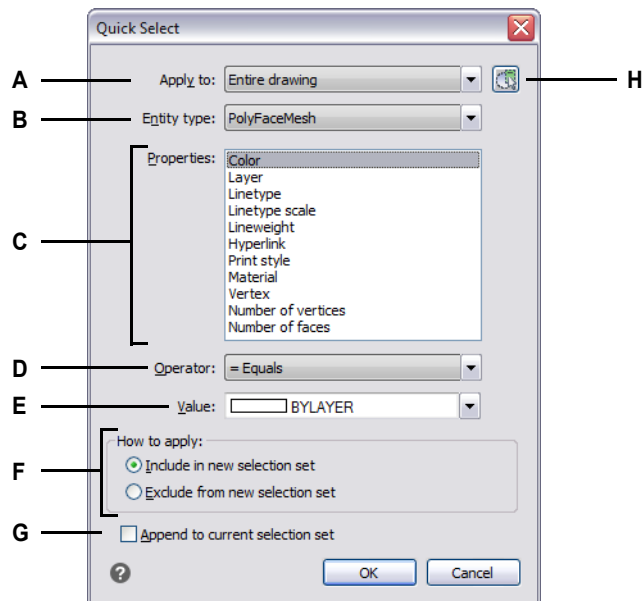 Quick Select
A Apply to: Entire drawing H
B Entity type: PolyFaceMesh
C Properties: Color
Layer
Linetype
Linetype scale
Lineweight
Hyperlink
Print style
Material
Vertex
Number of vertices
Number of faces
D Operator: = Equals
E Value: BYLAYER
F How to apply:
Include in new selection set
Exclude from new selection set
G Append to current selection set
? OK Cancel